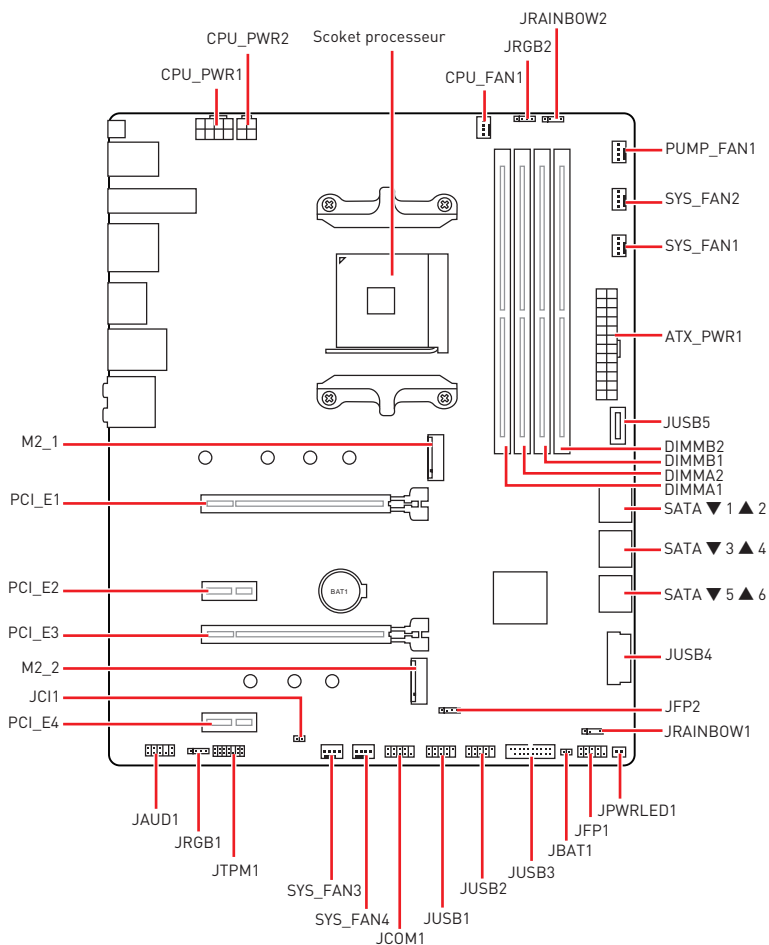 JRAINBOW2
CPU_PWR2
Scoket processeur
JRGB2
CPU_PWR1
CPU_FAN1
PUMP_FAN1
SYS_FAN2
SYS_FAN1
ATX_PWR1
JUSB5
M2_1
DIMMB2
DIMMB1
DIMMA2
DIMMA1
PCI_E1
SATA ▼ 1 ▲ 2
SATA ▼ 3 ▲ 4
PCI_E2
BAT1
SATA ▼ 5 ▲ 6
PCI_E3
JUSB4
M2_2
JCI1
JFP2
PCI_E4
JRAINBOW1
JPWRLED1
JAUD1
JFP1
JRGB1
JBAT1
JTPM1
JUSB3
SYS_FAN3
JUSB2
SYS_FAN4
JUSB1
JCOM1